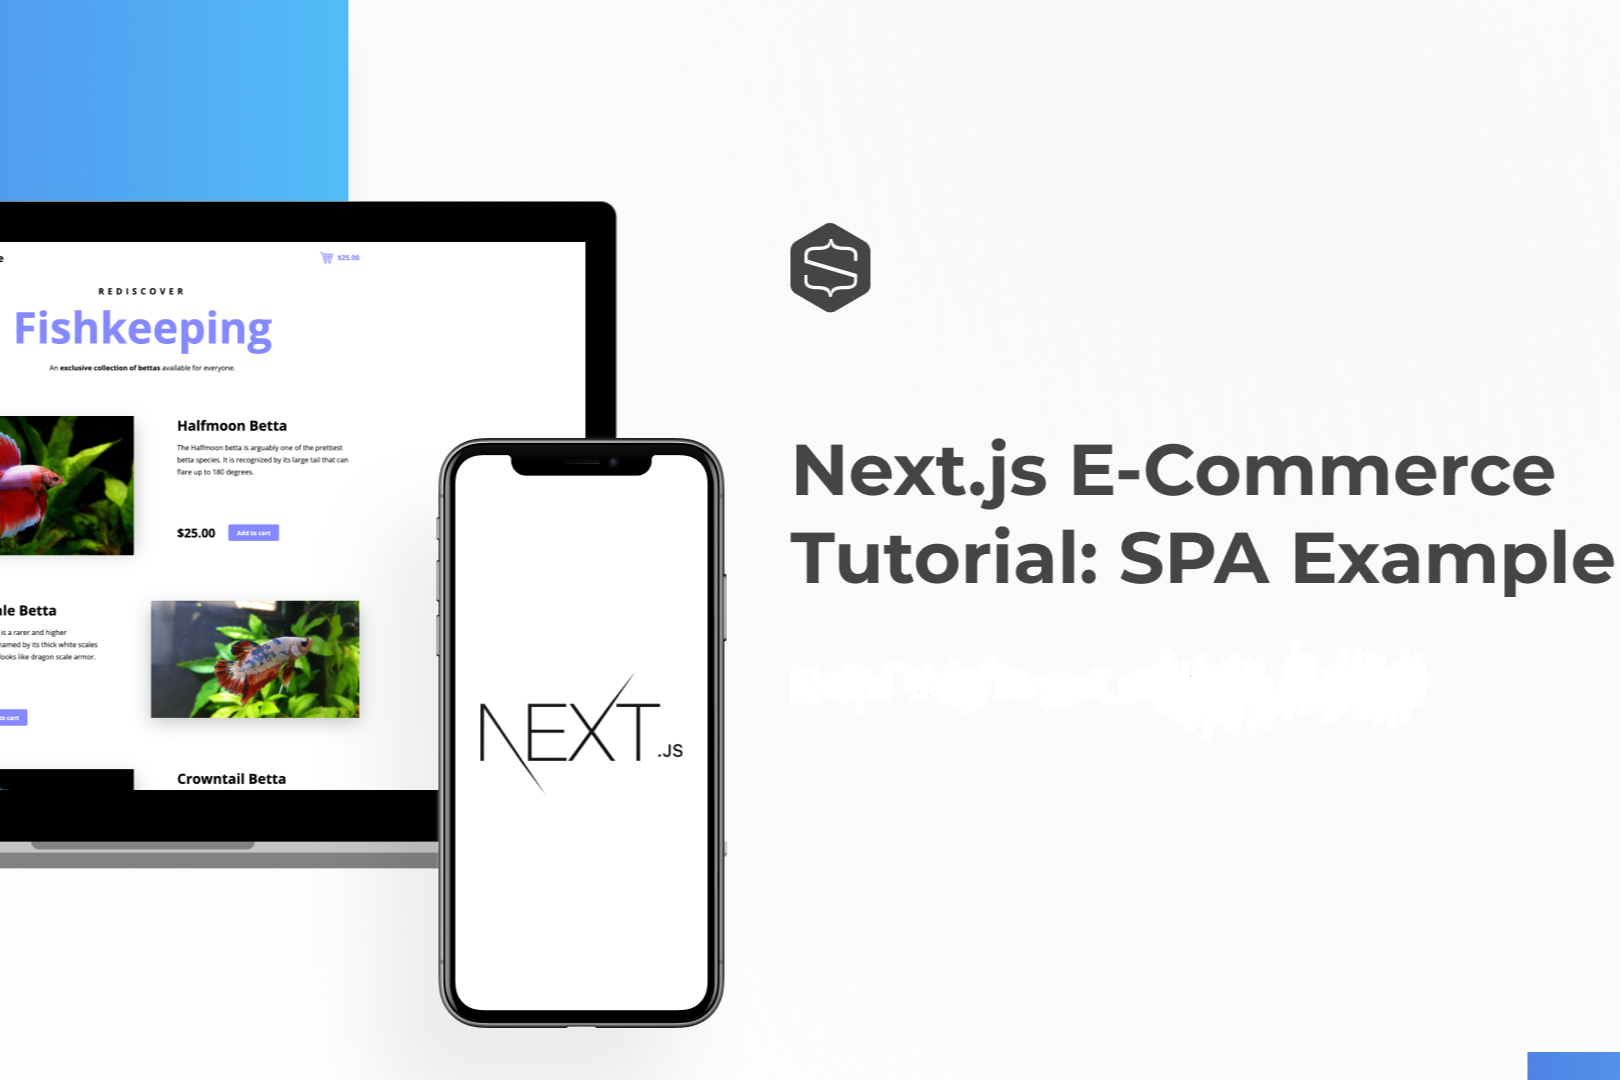 e
$25.00
REDISCOVER
Fishkeeping
An exclusive collection of bettas available for everyone.
Halfmoon Betta
The Halfmoon betta is arguably one of the prettiest
betta species. It is recognized by its large tail that can
flare up to 180 degrees.
$25.00 Add to cart
ale Betta
is a rarer and higher
named by its thick white scales
looks like dragon scale armor.
to cart
Crowntail Betta
NEXT.JS
Next.js E-Commerce
Tutorial: SPA Example